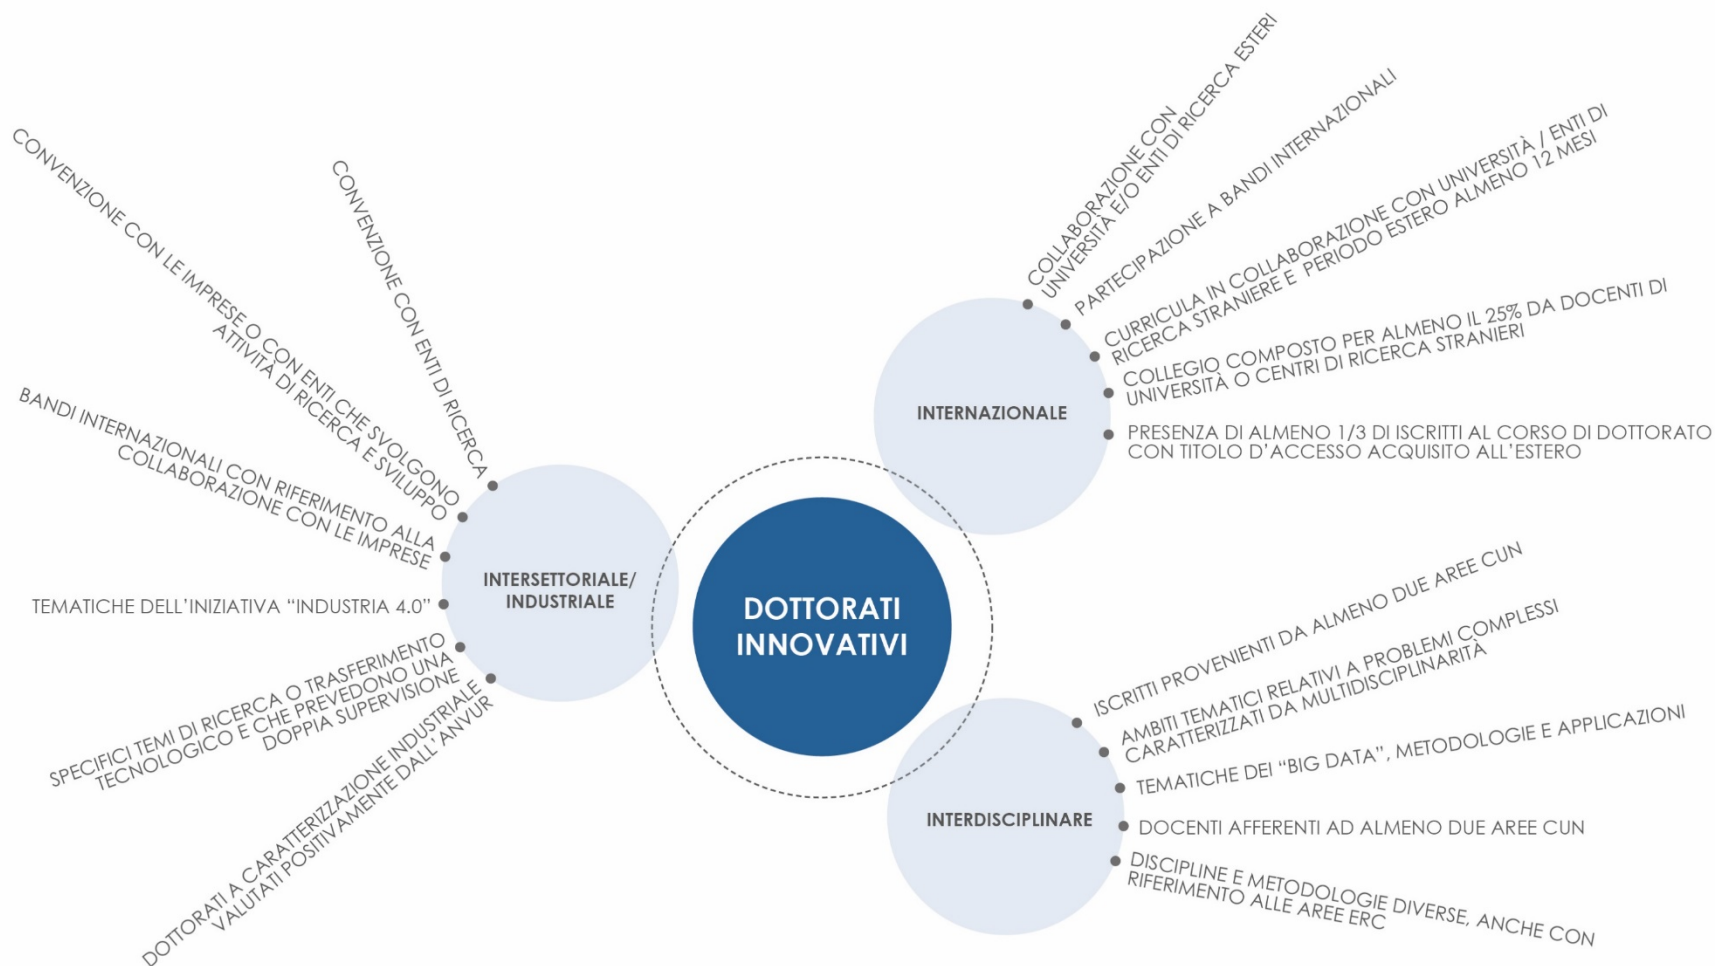 DOTTORATI
INNOVATIVI
INTERSETTORIALE/
INDUSTRIALE
CONVENZIONE CON ENTI DI RICERCA
CONVENZIONE CON LE IMPRESE O CON ENTI CHE SVOLGONO
ATTIVITÀ DI RICERCA E SVILUPPO
BANDI INTERNAZIONALI CON RIFERIMENTO ALLA
COLLABORAZIONE CON LE IMPRESE
TEMATICHE DELL'INIZIATIVA “INDUSTRIA 4.0”
SPECIFICI TEMI DI RICERCA O TRASFERIMENTO
TECNOLOGICO E CHE PREVEDONO UNA
DOPPIA SUPERVISIONE
DOTTORATI A CARATTERIZZAZIONE INDUSTRIALE
VALUTATI POSITIVAMENTE DALL'ANVUR
INTERNAZIONALE
COLLABORAZIONE CON
UNIVERSITÀ E/O ENTI DI RICERCA ESTERI
PARTECIPAZIONE A BANDI INTERNAZIONALI
CURRICULA IN COLLABORAZIONE CON UNIVERSITÀ / ENTI DI
RICERCA STRANIERE E PERIODO ESTERO ALMENO 12 MESI
COLLEGIO COMPOSTO PER ALMENO IL 25% DA DOCENTI DI
UNIVERSITÀ O CENTRI DI RICERCA STRANIERI
PRESENZA DI ALMENO 1/3 DI ISCRITTI AL CORSO DI DOTTORATO
CON TITOLO D'ACCESSO ACQUISITO ALL'ESTERO
INTERDISCIPLINARE
ISCRITTI PROVENIENTI DA ALMENO DUE AREE CUN
AMBITI TEMATICI RELATIVI A PROBLEMI COMPLESSI
CARATTERIZZATI DA MULTIDISCIPLINARITÀ
TEMATICHE DEI “BIG DATA”, METODOLOGIE E APPLICAZIONI
DOCENTI AFFERENTI AD ALMENO DUE AREE CUN
DISCIPLINE E METODOLOGIE DIVERSE, ANCHE CON
RIFERIMENTO ALLE AREE ERC